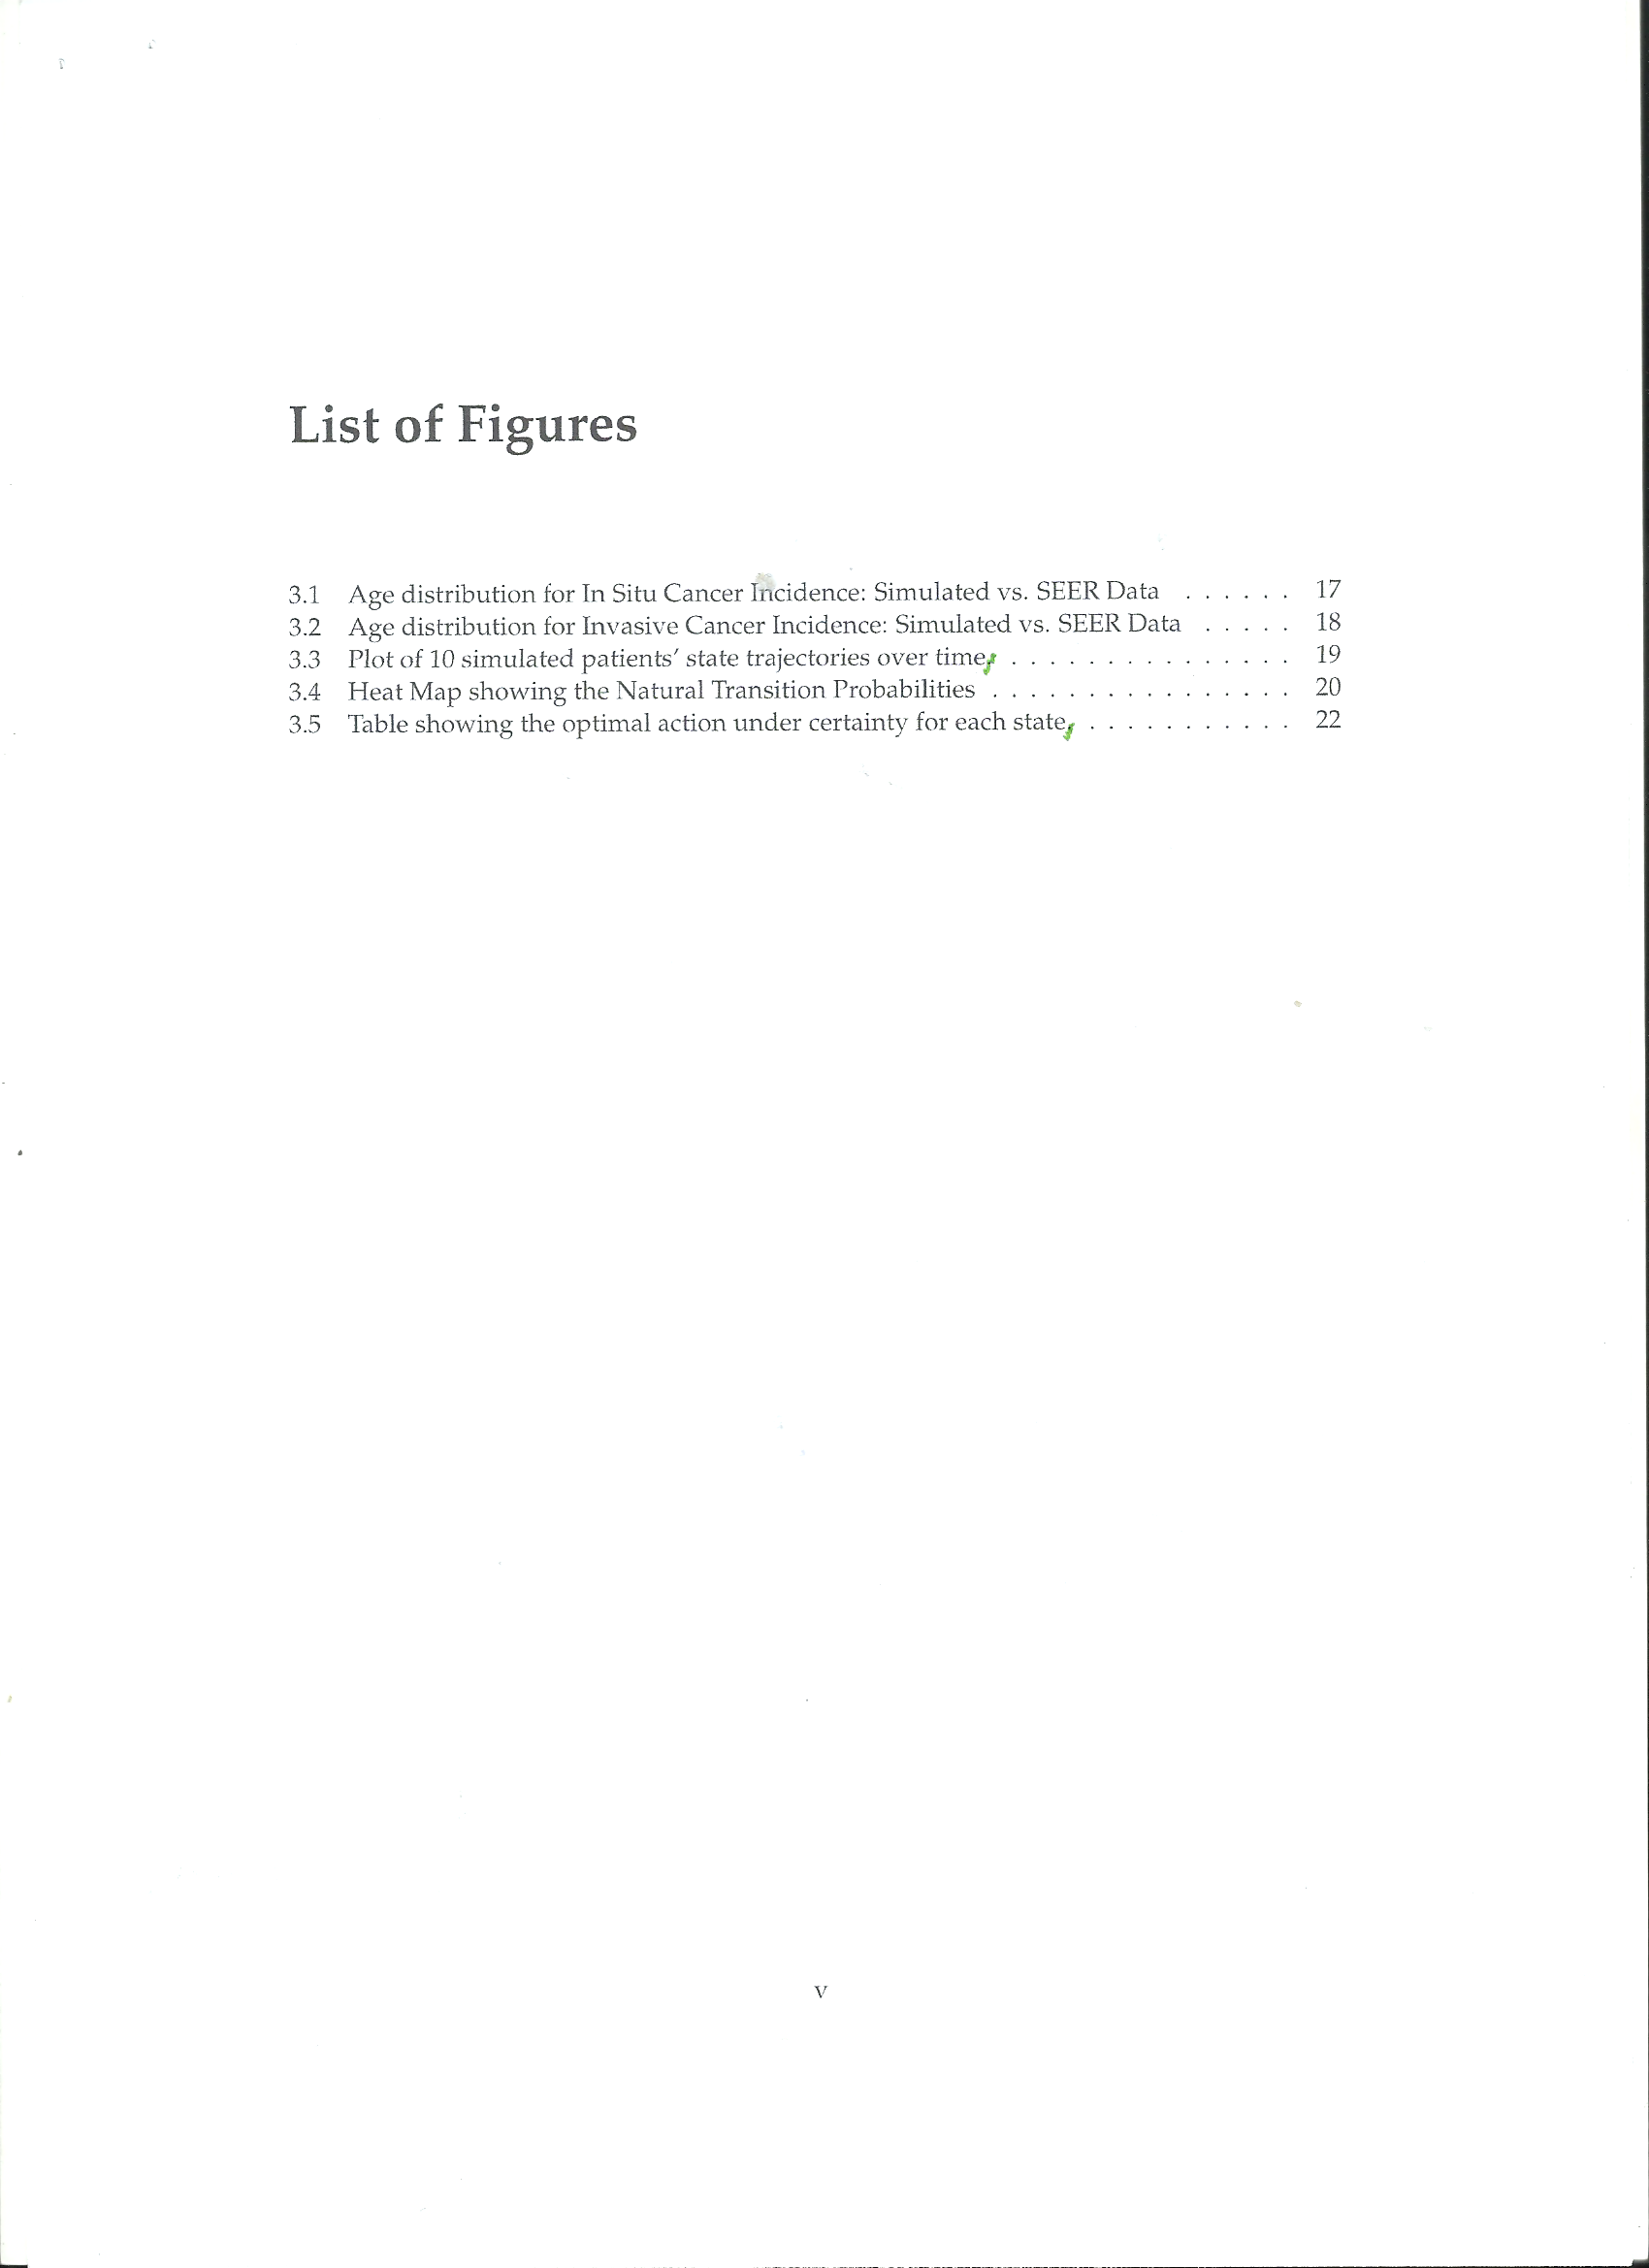 List of Figures
3.1 Age distribution for In Situ Cancer Incidence: Simulated vs. SEER Data . . . . . . 17
3.2 Age distribution for Invasive Cancer Incidence: Simulated vs. SEER Data . . . . . 18
3.3 Plot of 10 simulated patients' state trajectories over time. . . . . . . . . . . . . . . . 19
3.4 Heat Map showing the Natural Transition Probabilities . . . . . . . . . . . . . . . . 20
3.5 Table showing the optimal action under certainty for each state. . . . . . . . . . . . 22
v